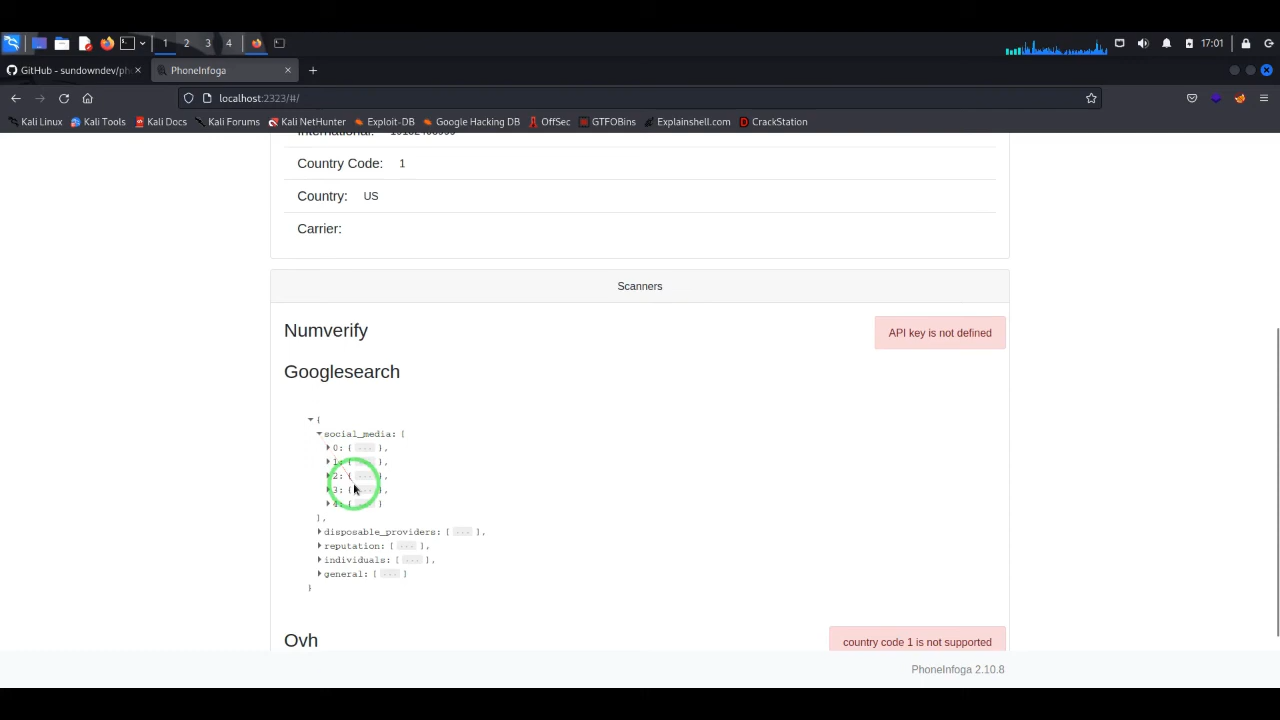 1 2 3 4 17:01
GitHub - sundowndev/ph PhoneInfoga
localhost:2323/#/
Kali Linux Kali Tools Kali Docs Kali Forums Kali NetHunter Exploit-DB Google Hacking DB OffSec GTFOBins Explainshell.com CrackStation
International:
Country Code: 1
Country: US
Carrier:
Scanners
Numverify API key is not defined
Googlesearch
{
social_media: [
0: { ... },
1: { ... },
2: { ... },
3: { ... },
4: { ... }
],
disposable_providers: [ ... ],
reputation: [ ... ],
individuals: [ ... ],
general: [ ... ]
}
Ovh country code 1 is not supported
PhoneInfoga 2.10.8